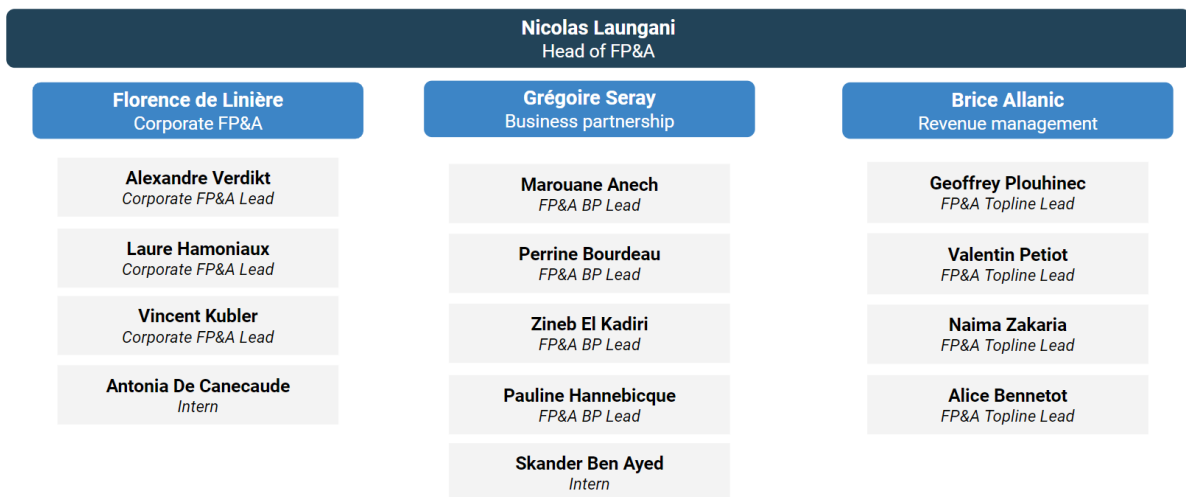 Nicolas Laungani
Head of FP&A
Florence de Linière
Corporate FP&A
Alexandre Verdikt
Corporate FP&A Lead
Laure Hamoniaux
Corporate FP&A Lead
Vincent Kubler
Corporate FP&A Lead
Antonia De Canecaude
Intern
Grégoire Seray
Business partnership
Marouane Anech
FP&A BP Lead
Perrine Bourdeau
FP&A BP Lead
Zineb El Kadiri
FP&A BP Lead
Pauline Hannebicque
FP&A BP Lead
Skander Ben Ayed
Intern
Brice Allanic
Revenue management
Geoffrey Plouhinec
FP&A Topline Lead
Valentin Petiot
FP&A Topline Lead
Naima Zakaria
FP&A Topline Lead
Alice Bennetot
FP&A Topline Lead